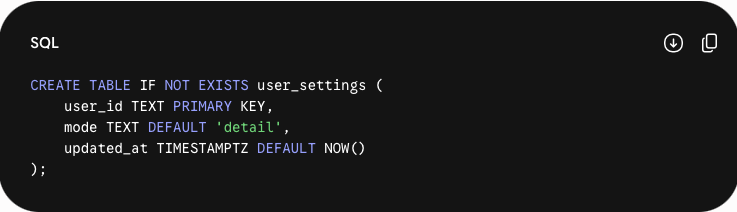 SQL
CREATE TABLE IF NOT EXISTS user_settings (
    user_id TEXT PRIMARY KEY,
    mode TEXT DEFAULT 'detail',
    updated_at TIMESTAMPTZ DEFAULT NOW()
);